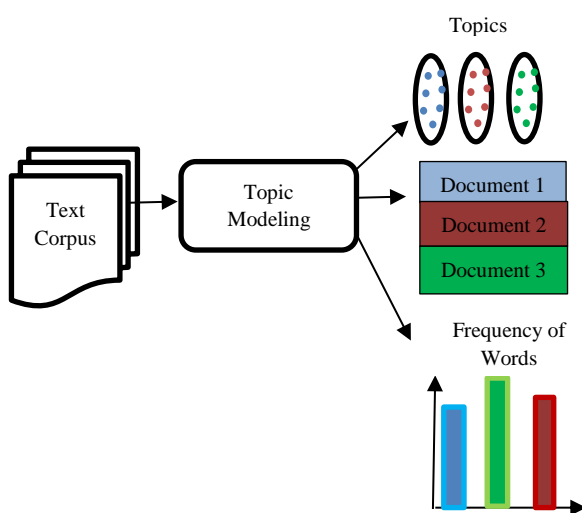 Topics
Text
Corpus
Topic
Modeling
Document 1
Document 2
Document 3
Frequency of
Words